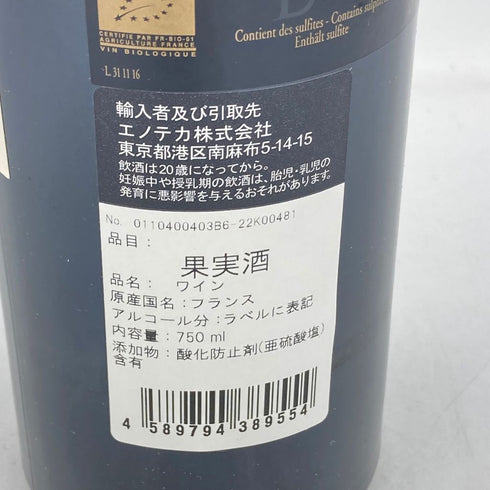 CERTIFIÉ PAR FR-BIO-01
AGRICULTURE FRANCE
VIN BIOLOGIQUE
Contient des sulfites - Contains
Enthält sulfite
L 31 11 16
輸入者及び引取先
エノテカ株式会社
東京都港区南麻布5-14-15
飲酒は20歳になってから。
妊娠中や授乳期の飲酒は、胎児・乳児の
発育に悪影響を与えるおそれがあります。
No. 0110400403B6-22K00481
品目：
果実酒
品名： ワイン
原産国名：フランス
アルコール分：ラベルに表記
内容量：750 ml
添加物：酸化防止剤(亜硫酸塩)
含有
4 589794 389554